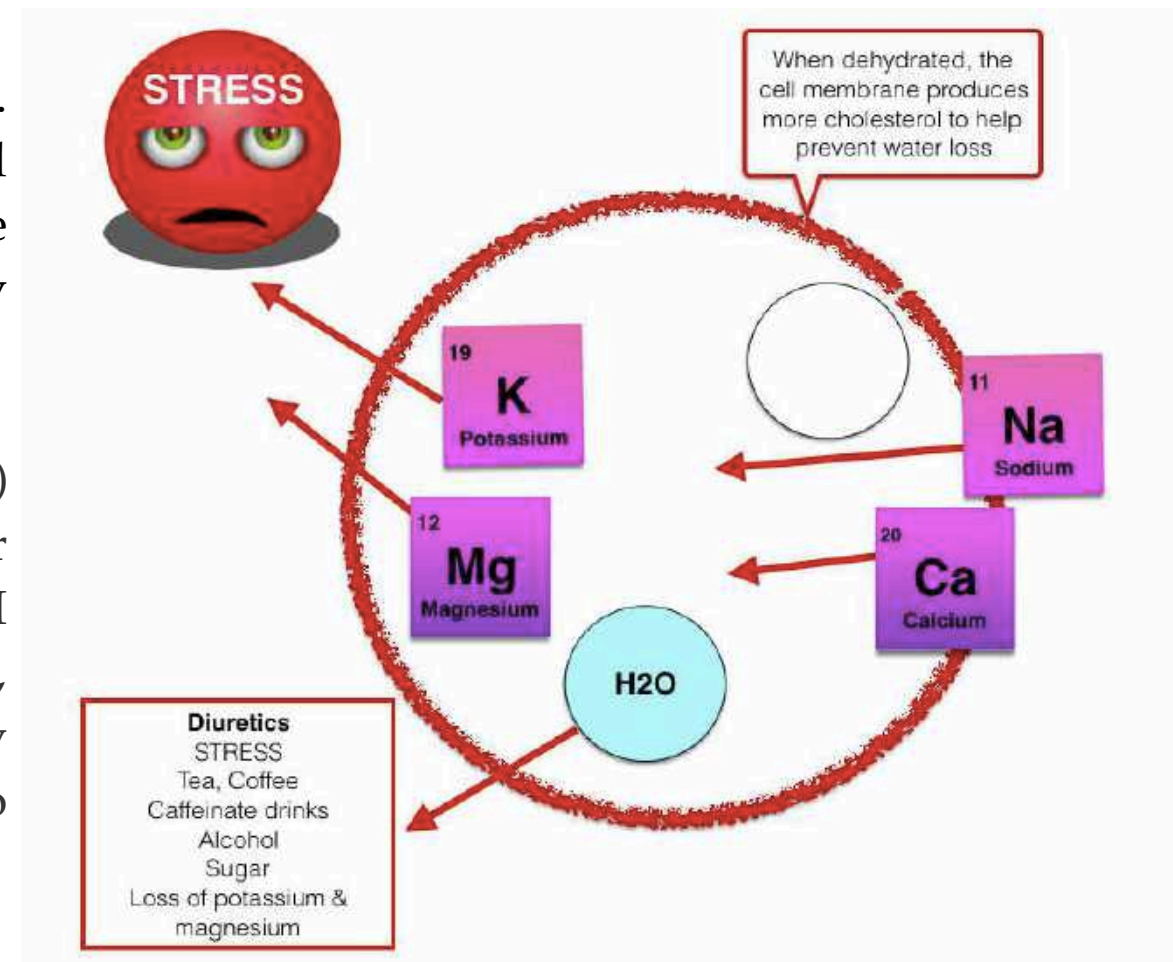 STRESS
When dehydrated, the
cell membrane produces
more cholesterol to help
prevent water loss
19
K
Potassium
11
Na
Sodium
12
Mg
Magnesium
20
Ca
Calcium
H2O
Diuretics
STRESS
Tea, Coffee
Caffeinate drinks
Alcohol
Sugar
Loss of potassium &
magnesium